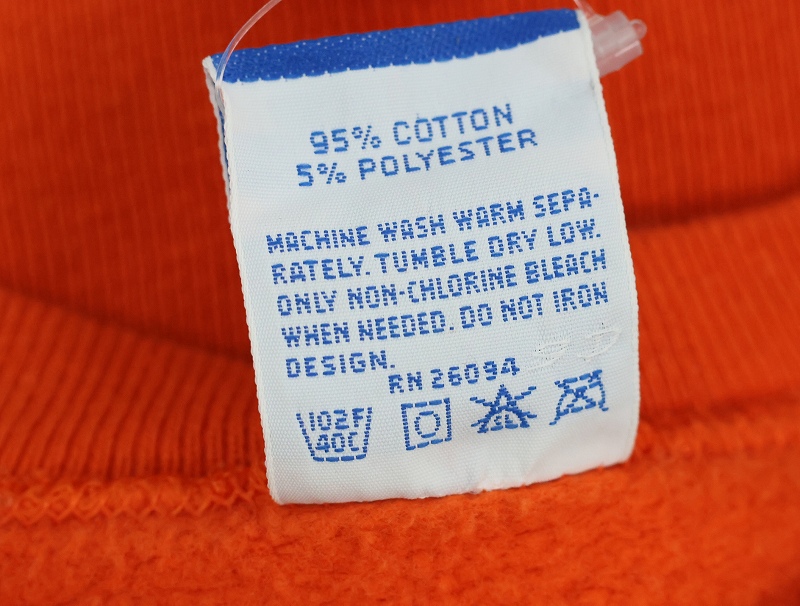 95% COTTON
5% POLYESTER
MACHINE WASH WARM SEPA-
RATELY. TUMBLE DRY LOW.
ONLY NON-CHLORINE BLEACH
WHEN NEEDED. DO NOT IRON
DESIGN.
RN 26094
102F
40C
CL